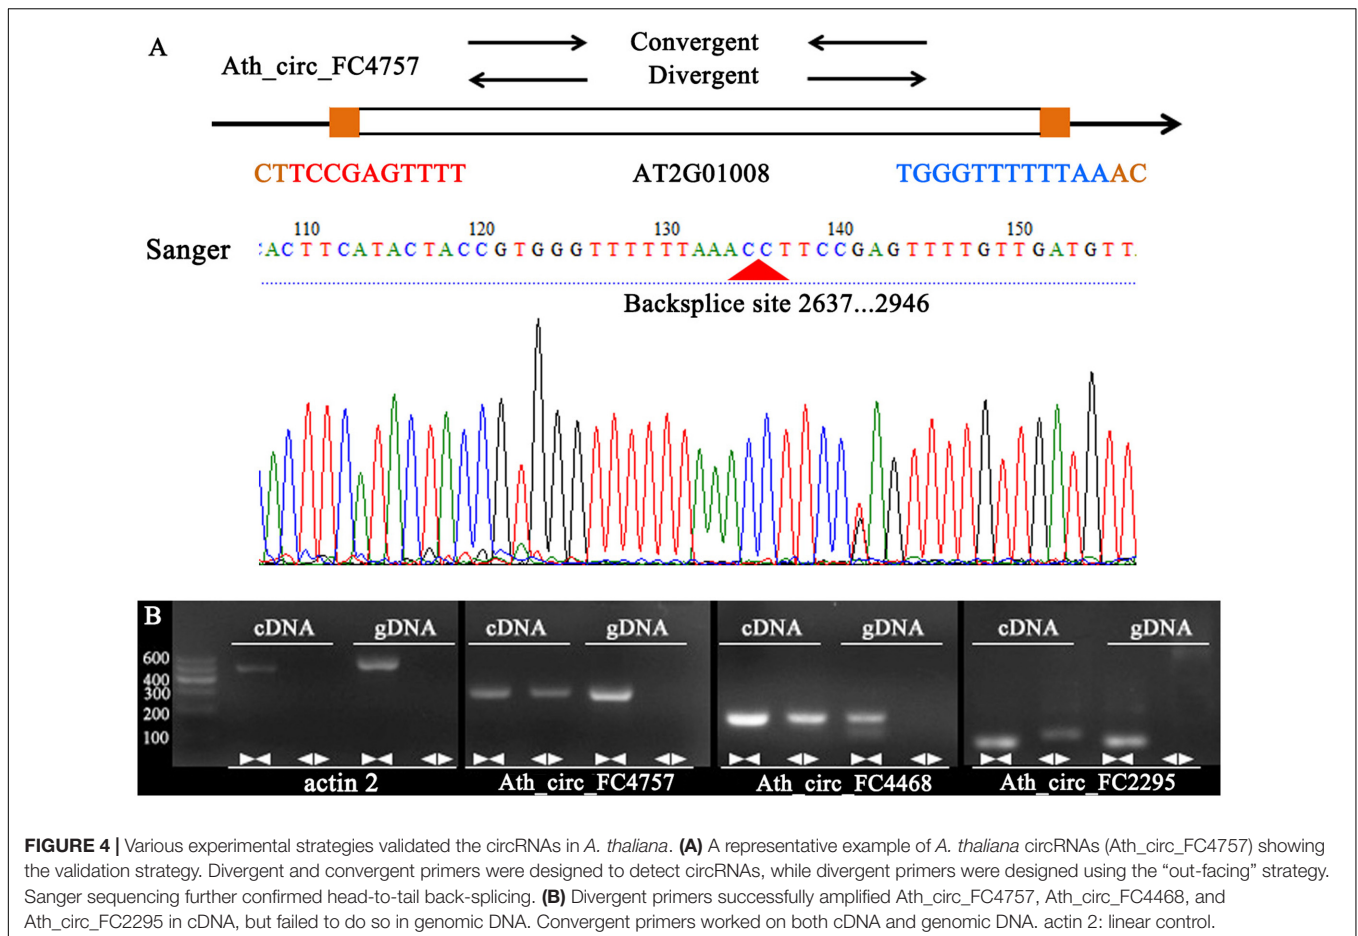 A
Ath_circ_FC4757
Convergent
Divergent
CTTCCGAGTTTT
AT2G01008
TGGGTTTTTTAAAC
110 120 130 140 150
Sanger
CACTTCATACTACCGTGGGTTTTTTAAACCTTCCGAGTTTTGTTGATGTT
Backsplice site 2637...2946
B
cDNA gDNA cDNA gDNA cDNA gDNA cDNA gDNA
600
400
300
200
100
actin 2 Ath_circ_FC4757 Ath_circ_FC4468 Ath_circ_FC2295
FIGURE 4 | Various experimental strategies validated the circRNAs in A. thaliana. (A) A representative example of A. thaliana circRNAs (Ath_circ_FC4757) showing
the validation strategy. Divergent and convergent primers were designed to detect circRNAs, while divergent primers were designed using the “out-facing” strategy.
Sanger sequencing further confirmed head-to-tail back-splicing. (B) Divergent primers successfully amplified Ath_circ_FC4757, Ath_circ_FC4468, and
Ath_circ_FC2295 in cDNA, but failed to do so in genomic DNA. Convergent primers worked on both cDNA and genomic DNA. actin 2: linear control.